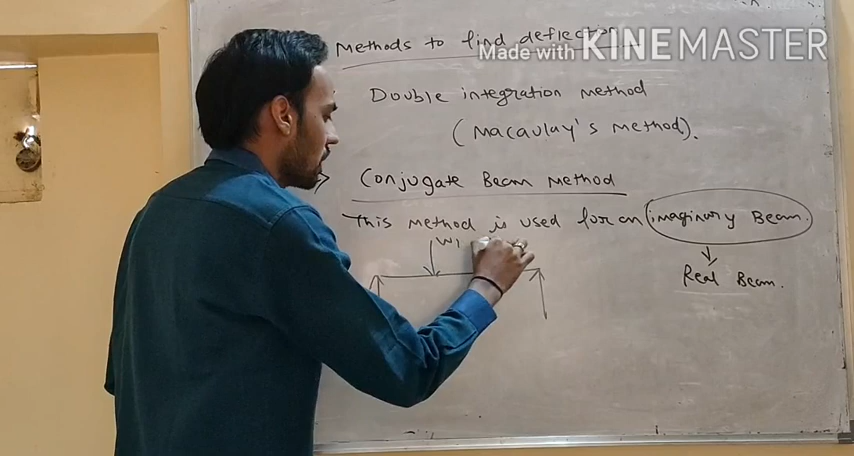 Methods to find deflection
Made with KINEMASTER
Double integration method
(Macaulay's method).
Conjugate Beam Method
This method is used for an imaginary Beam.
W1
Real Beam.